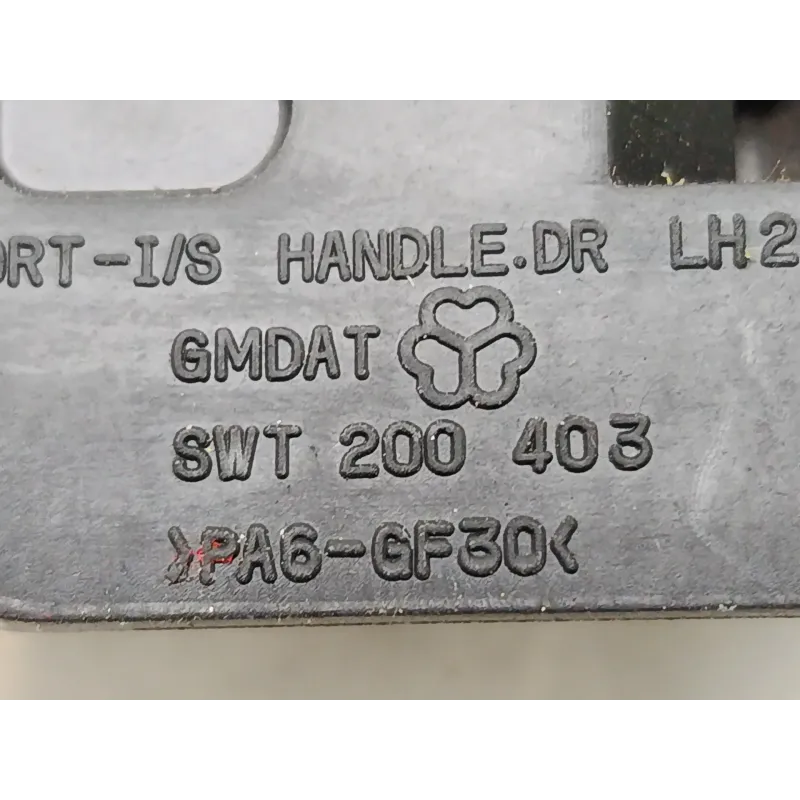 ORT-I/S HANDLE.DR LH2
GMDAT
SWT 200 403
>PA6-GF30<